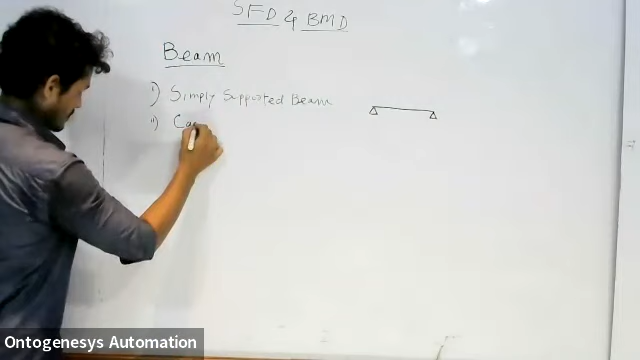 SFD & BMD
Beam
i) Simply Supported Beam
ii) Ca
Ontogenesys Automation